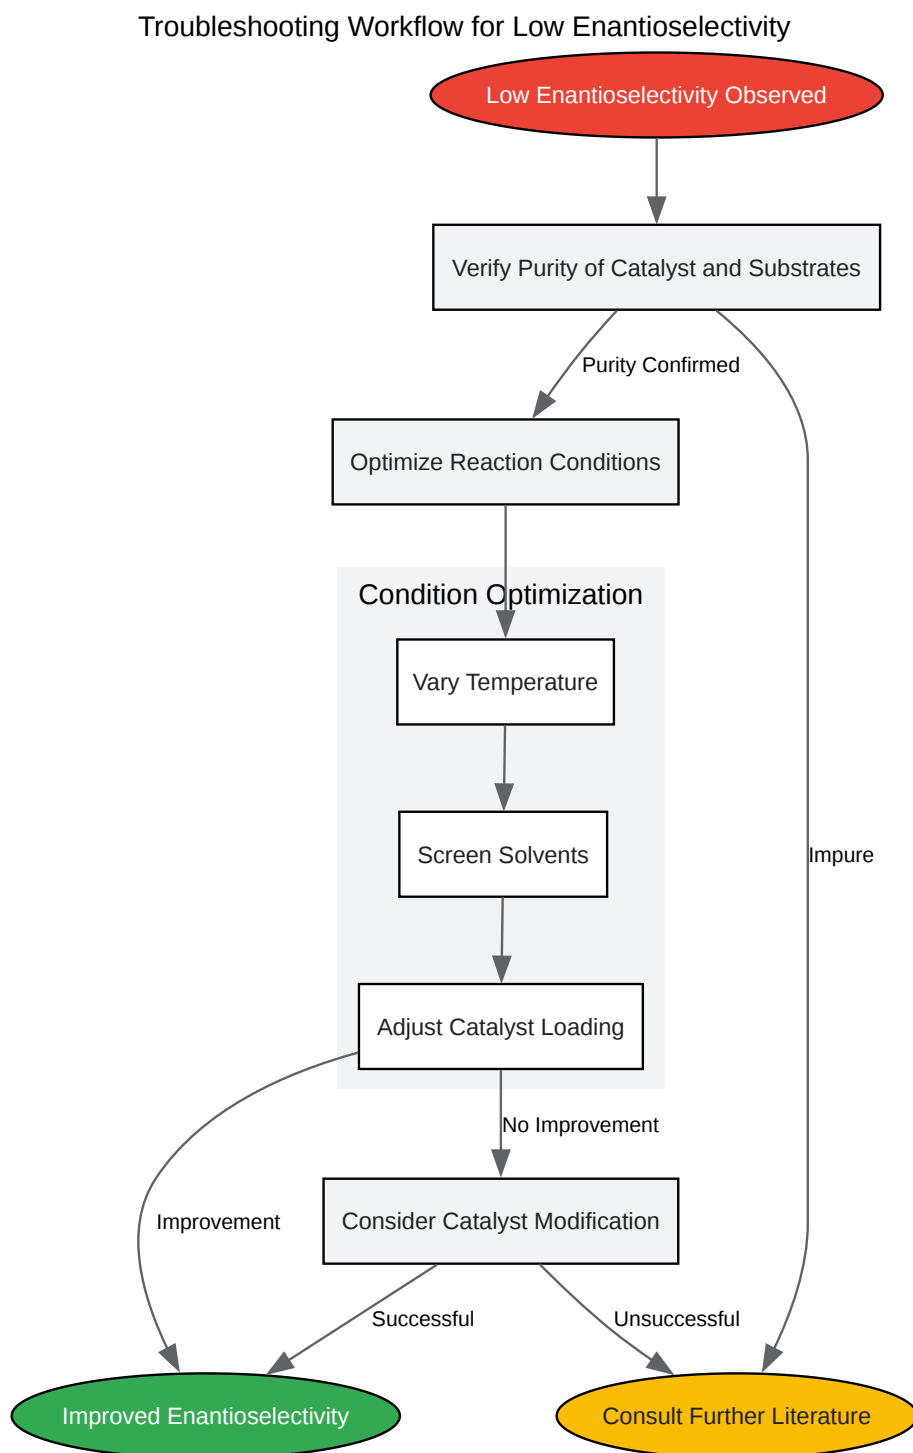 Troubleshooting Workflow for Low Enantioselectivity
Low Enantioselectivity Observed
Verify Purity of Catalyst and Substrates
Purity Confirmed
Optimize Reaction Conditions
Condition Optimization
Vary Temperature
Screen Solvents
Impure
Adjust Catalyst Loading
No Improvement
Improvement
Consider Catalyst Modification
Successful
Unsuccessful
Improved Enantioselectivity
Consult Further Literature